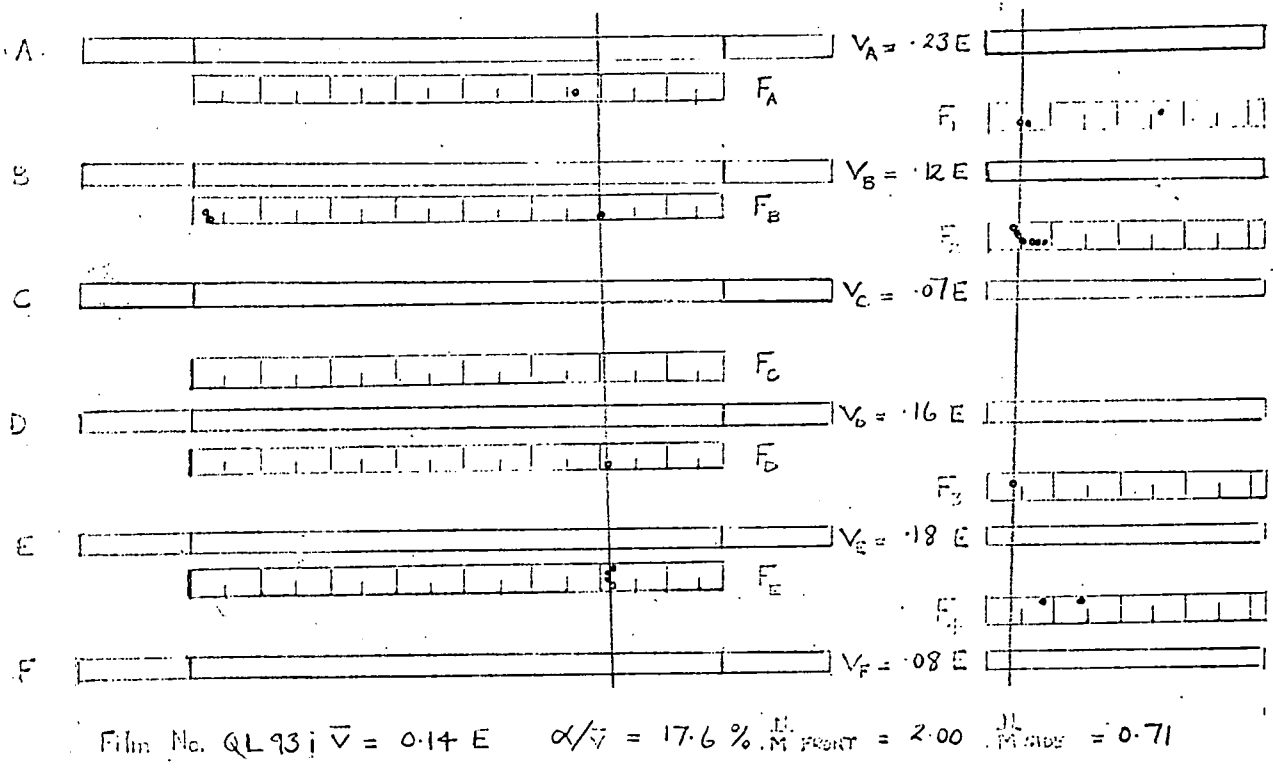 A. V_A = ·23 E
F_A F_1
B V_B = ·12 E
F_B F_2
C V_C = ·07 E
F_C
D V_D = ·16 E
F_D F_3
E V_E = ·18 E
F_E F_4
F V_F = ·08 E
Film No. QL 93 j V̄ = 0.14 E α/v̄ = 17.6 % M FRONT = 2.00 M SIDE = 0.71